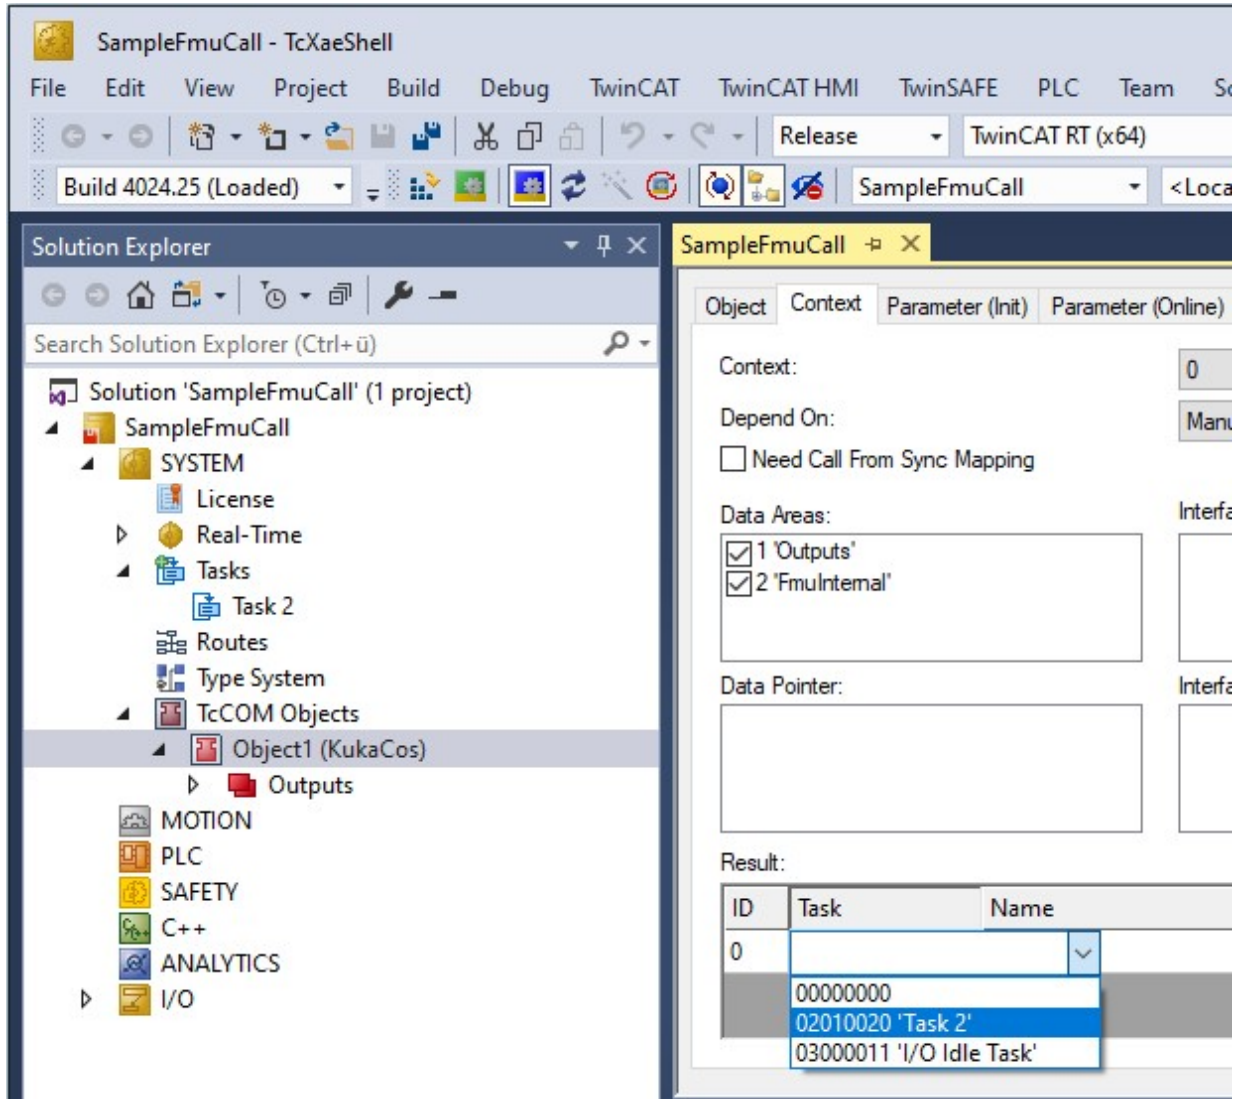 SampleFmuCall - TcXaeShell
File Edit View Project Build Debug TwinCAT TwinCAT HMI TwinSAFE PLC Team
Release TwinCAT RT (x64)
Build 4024.25 (Loaded) SampleFmuCall <Loca
Solution Explorer
Search Solution Explorer (Ctrl+ü)
Solution 'SampleFmuCall' (1 project)
SampleFmuCall
SYSTEM
License
Real-Time
Tasks
Task 2
Routes
Type System
TcCOM Objects
Object1 (KukaCos)
Outputs
MOTION
PLC
SAFETY
C++
ANALYTICS
I/O
SampleFmuCall
Object Context Parameter (Init) Parameter (Online)
Context: 0
Depend On: Manu
Need Call From Sync Mapping
Data Areas: Interfa
1 'Outputs'
2 'FmuInternal'
Data Pointer: Interfa
Result:
ID Task Name
0
00000000
02010020 'Task 2'
03000011 'I/O Idle Task'